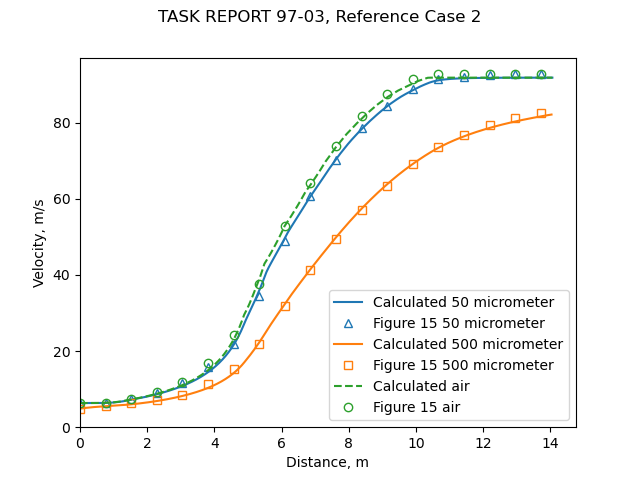 TASK REPORT 97-03, Reference Case 2
Velocity, m/s
80
60
40
20
0
0 2 4 6 8 10 12 14
Distance, m
Calculated 50 micrometer
Figure 15 50 micrometer
Calculated 500 micrometer
Figure 15 500 micrometer
Calculated air
Figure 15 air